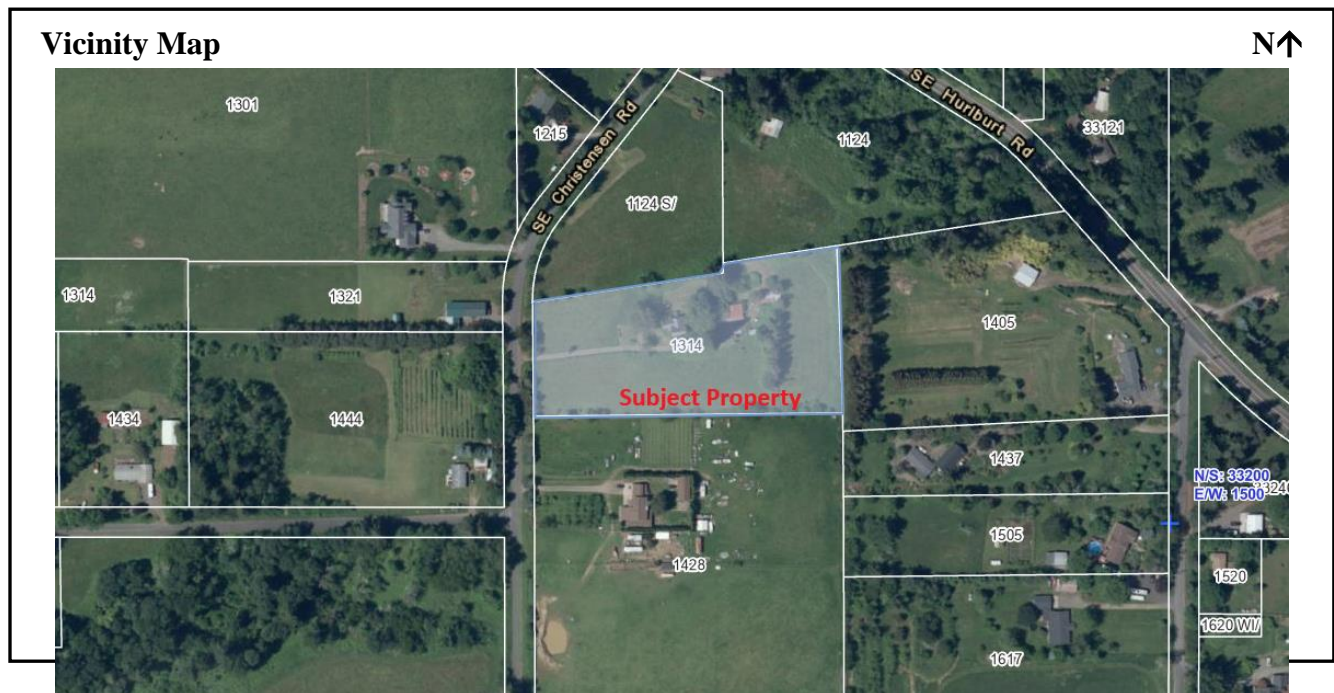 Vicinity Map
N↑
1301
1215
SE Christensen Rd
1124 S/
1124
SE Hurlburt Rd
33121
1314
1321
1314
1405
Subject Property
1434
1444
1437
N/S: 33200
E/W: 1500
1505
1428
1520
1620 WI/
1617